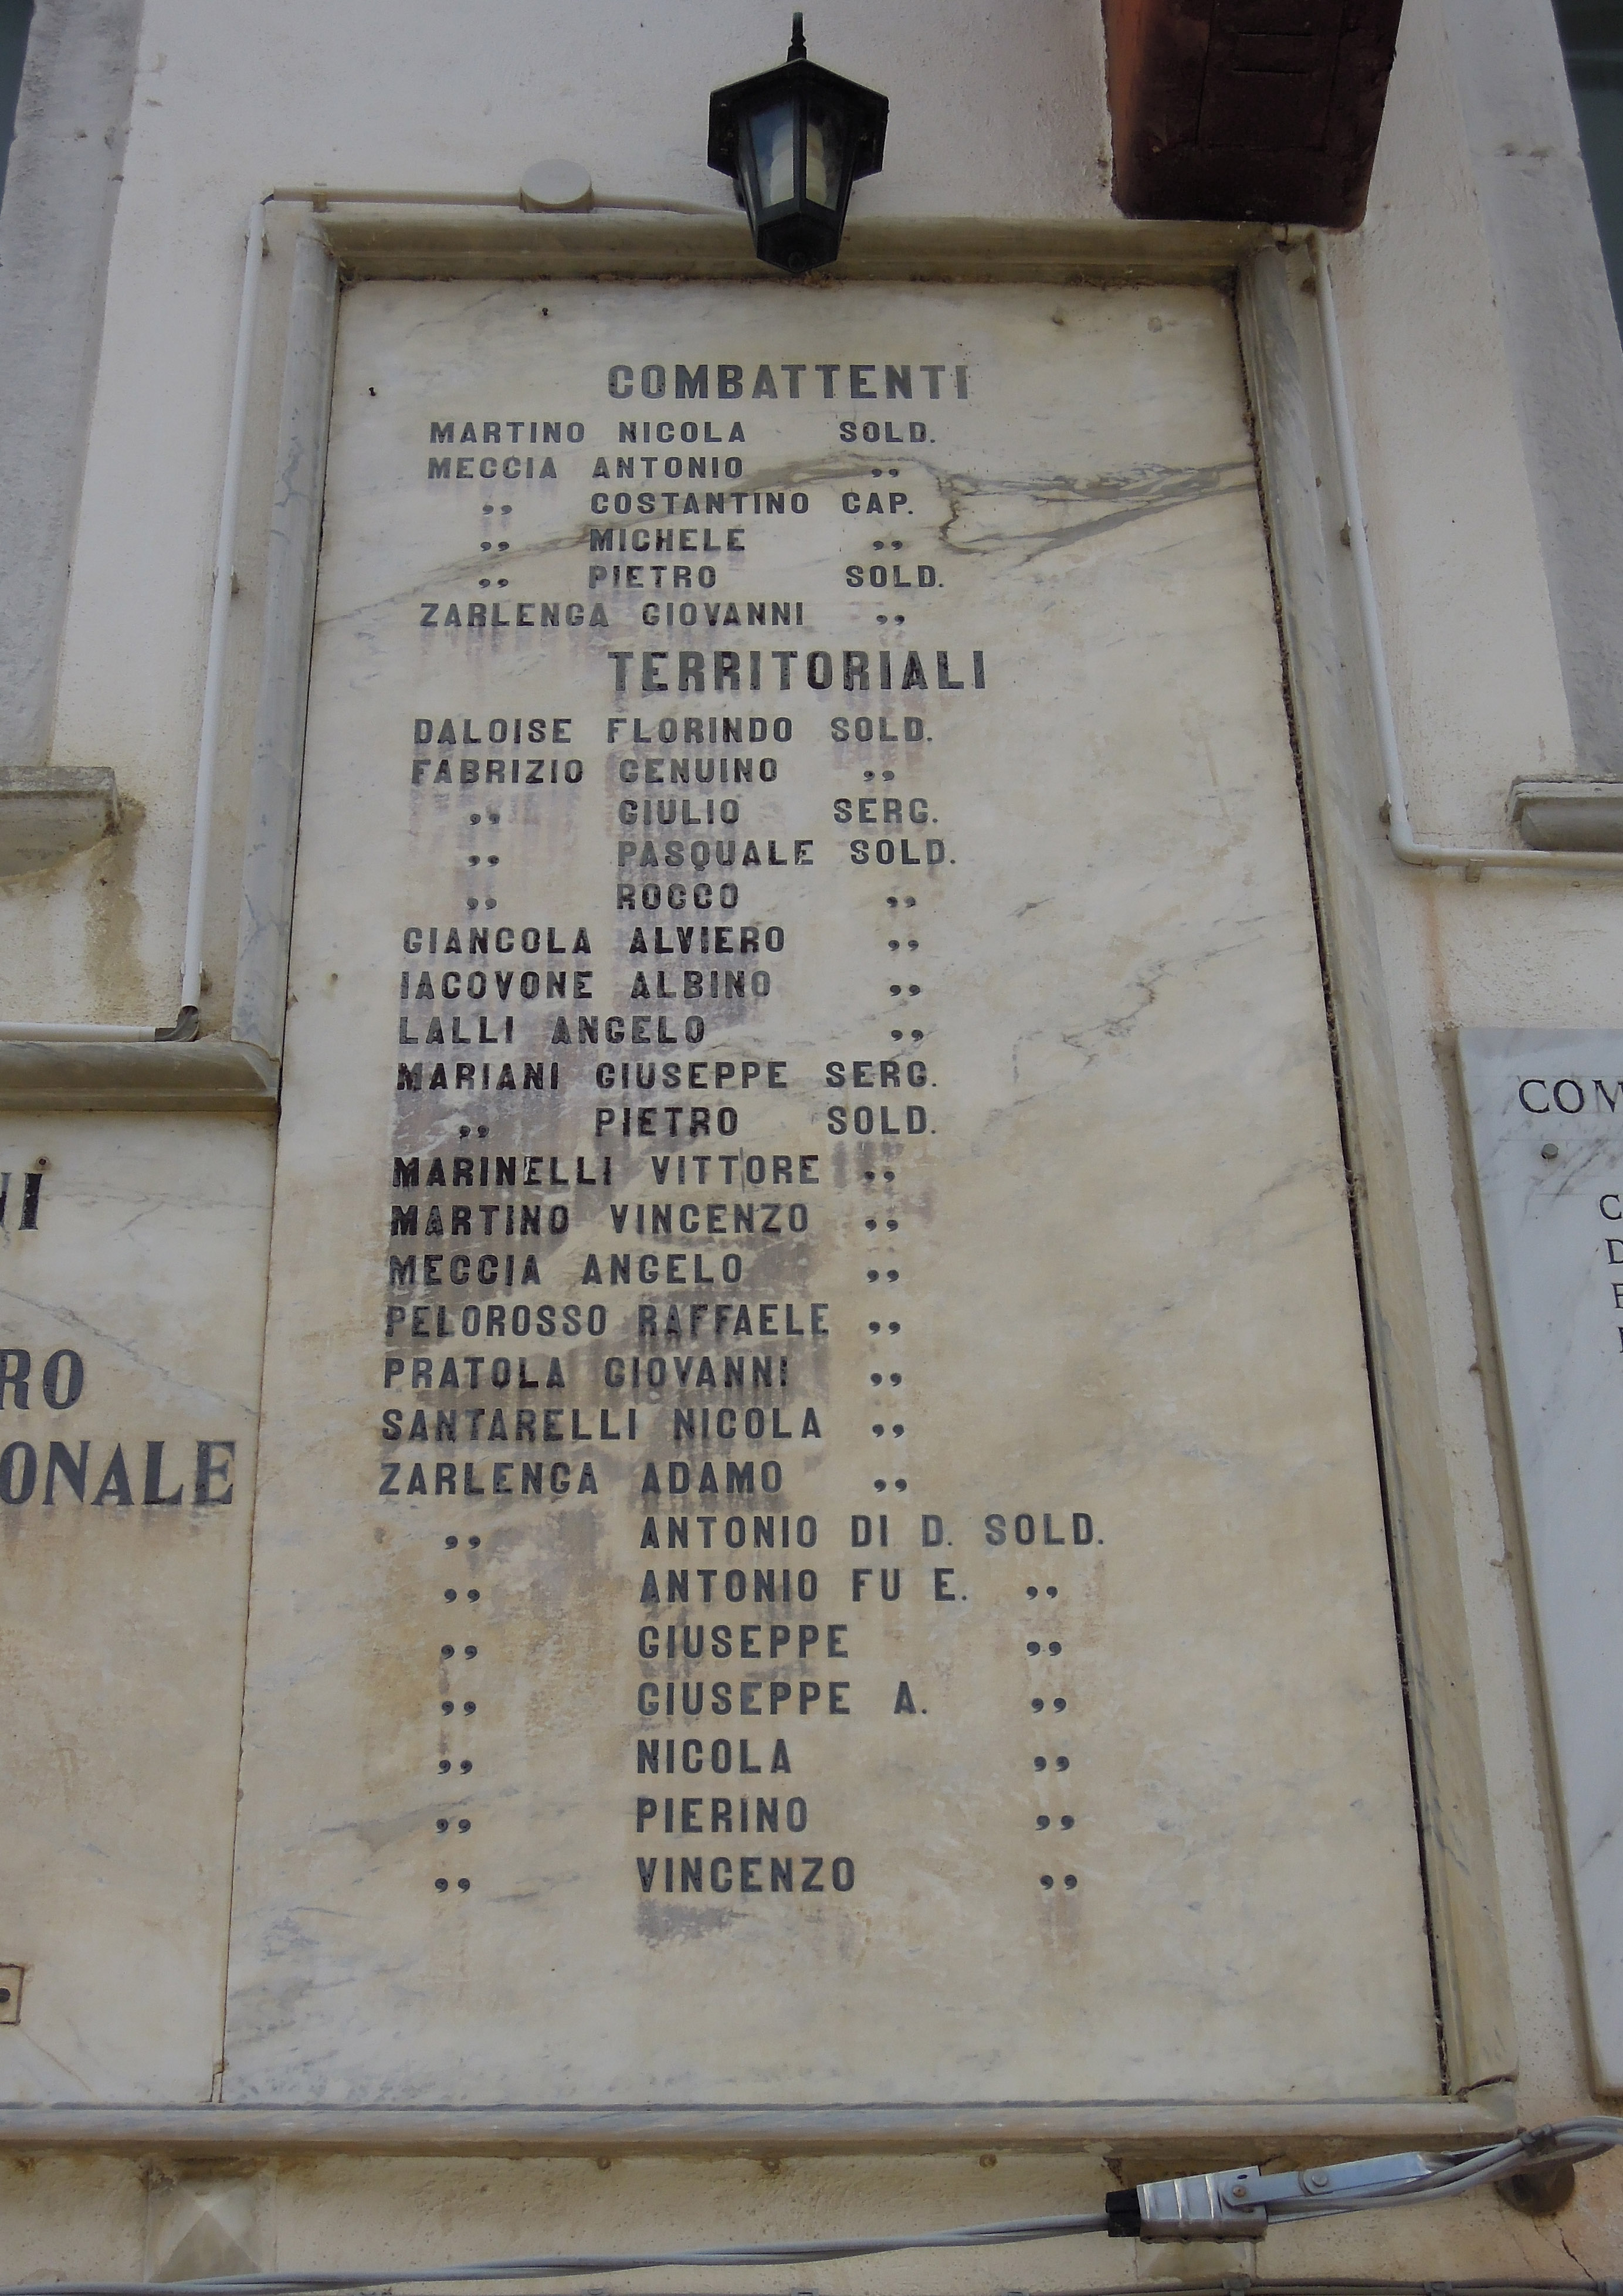 COMBATTENTI
MARTINO NICOLA SOLD.
MECCIA ANTONIO ,,
,, COSTANTINO CAP.
,, MICHELE ,,
,, PIETRO SOLD.
ZARLENGA GIOVANNI ,,
TERRITORIALI
DALOISE FLORINDO SOLD.
FABRIZIO GENUINO ,,
,, GIULIO SERG.
,, PASQUALE SOLD.
,, ROCCO ,,
GIANCOLA ALVIERO ,,
IACOVONE ALBINO ,,
LALLI ANGELO ,,
MARIANI GIUSEPPE SERG.
,, PIETRO SOLD.
MARINELLI VITTORE ,,
MARTINO VINCENZO ,,
MECCIA ANGELO ,,
PELOROSSO RAFFAELE ,,
PRATOLA GIOVANNI ,,
SANTARELLI NICOLA ,,
ZARLENGA ADAMO ,,
,, ANTONIO DI D. SOLD.
,, ANTONIO FU E. ,,
,, GIUSEPPE ,,
,, GIUSEPPE A. ,,
,, NICOLA ,,
,, PIERINO ,,
,, VINCENZO ,,